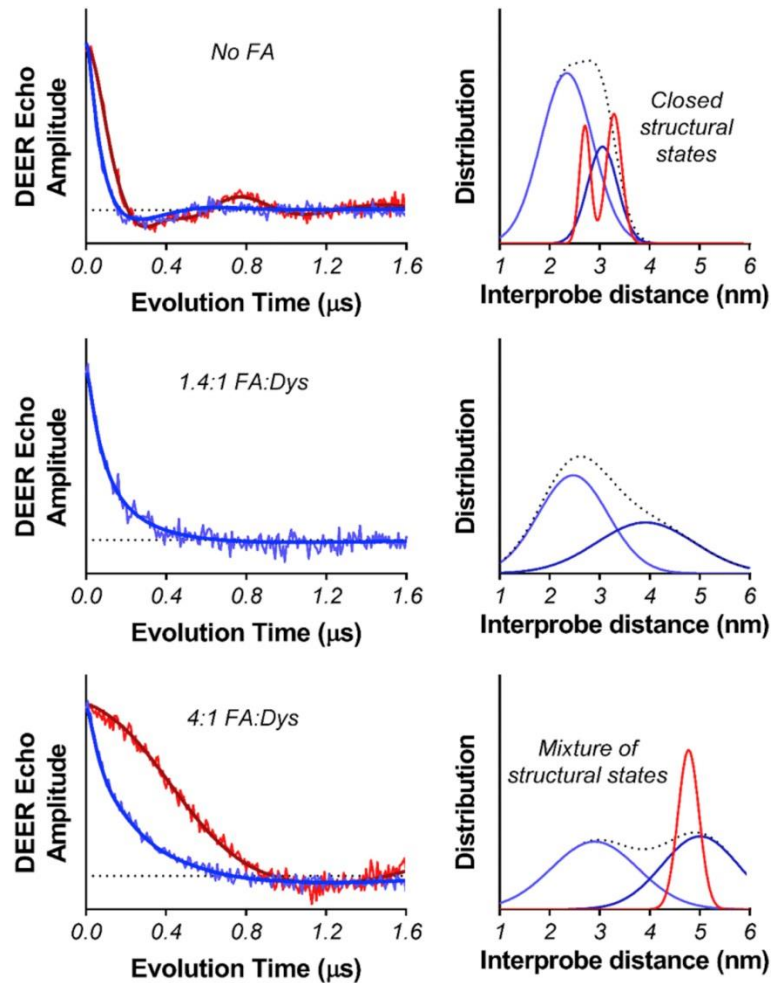 DEER Echo
Amplitude
No FA
0.0 0.4 0.8 1.2 1.6
Evolution Time (μs)
Distribution
Closed
structural
states
1 2 3 4 5 6
Interprobe distance (nm)
DEER Echo
Amplitude
1.4:1 FA:Dys
0.0 0.4 0.8 1.2 1.6
Evolution Time (μs)
Distribution
1 2 3 4 5 6
Interprobe distance (nm)
DEER Echo
Amplitude
4:1 FA:Dys
0.0 0.4 0.8 1.2 1.6
Evolution Time (μs)
Distribution
Mixture of
structural states
1 2 3 4 5 6
Interprobe distance (nm)